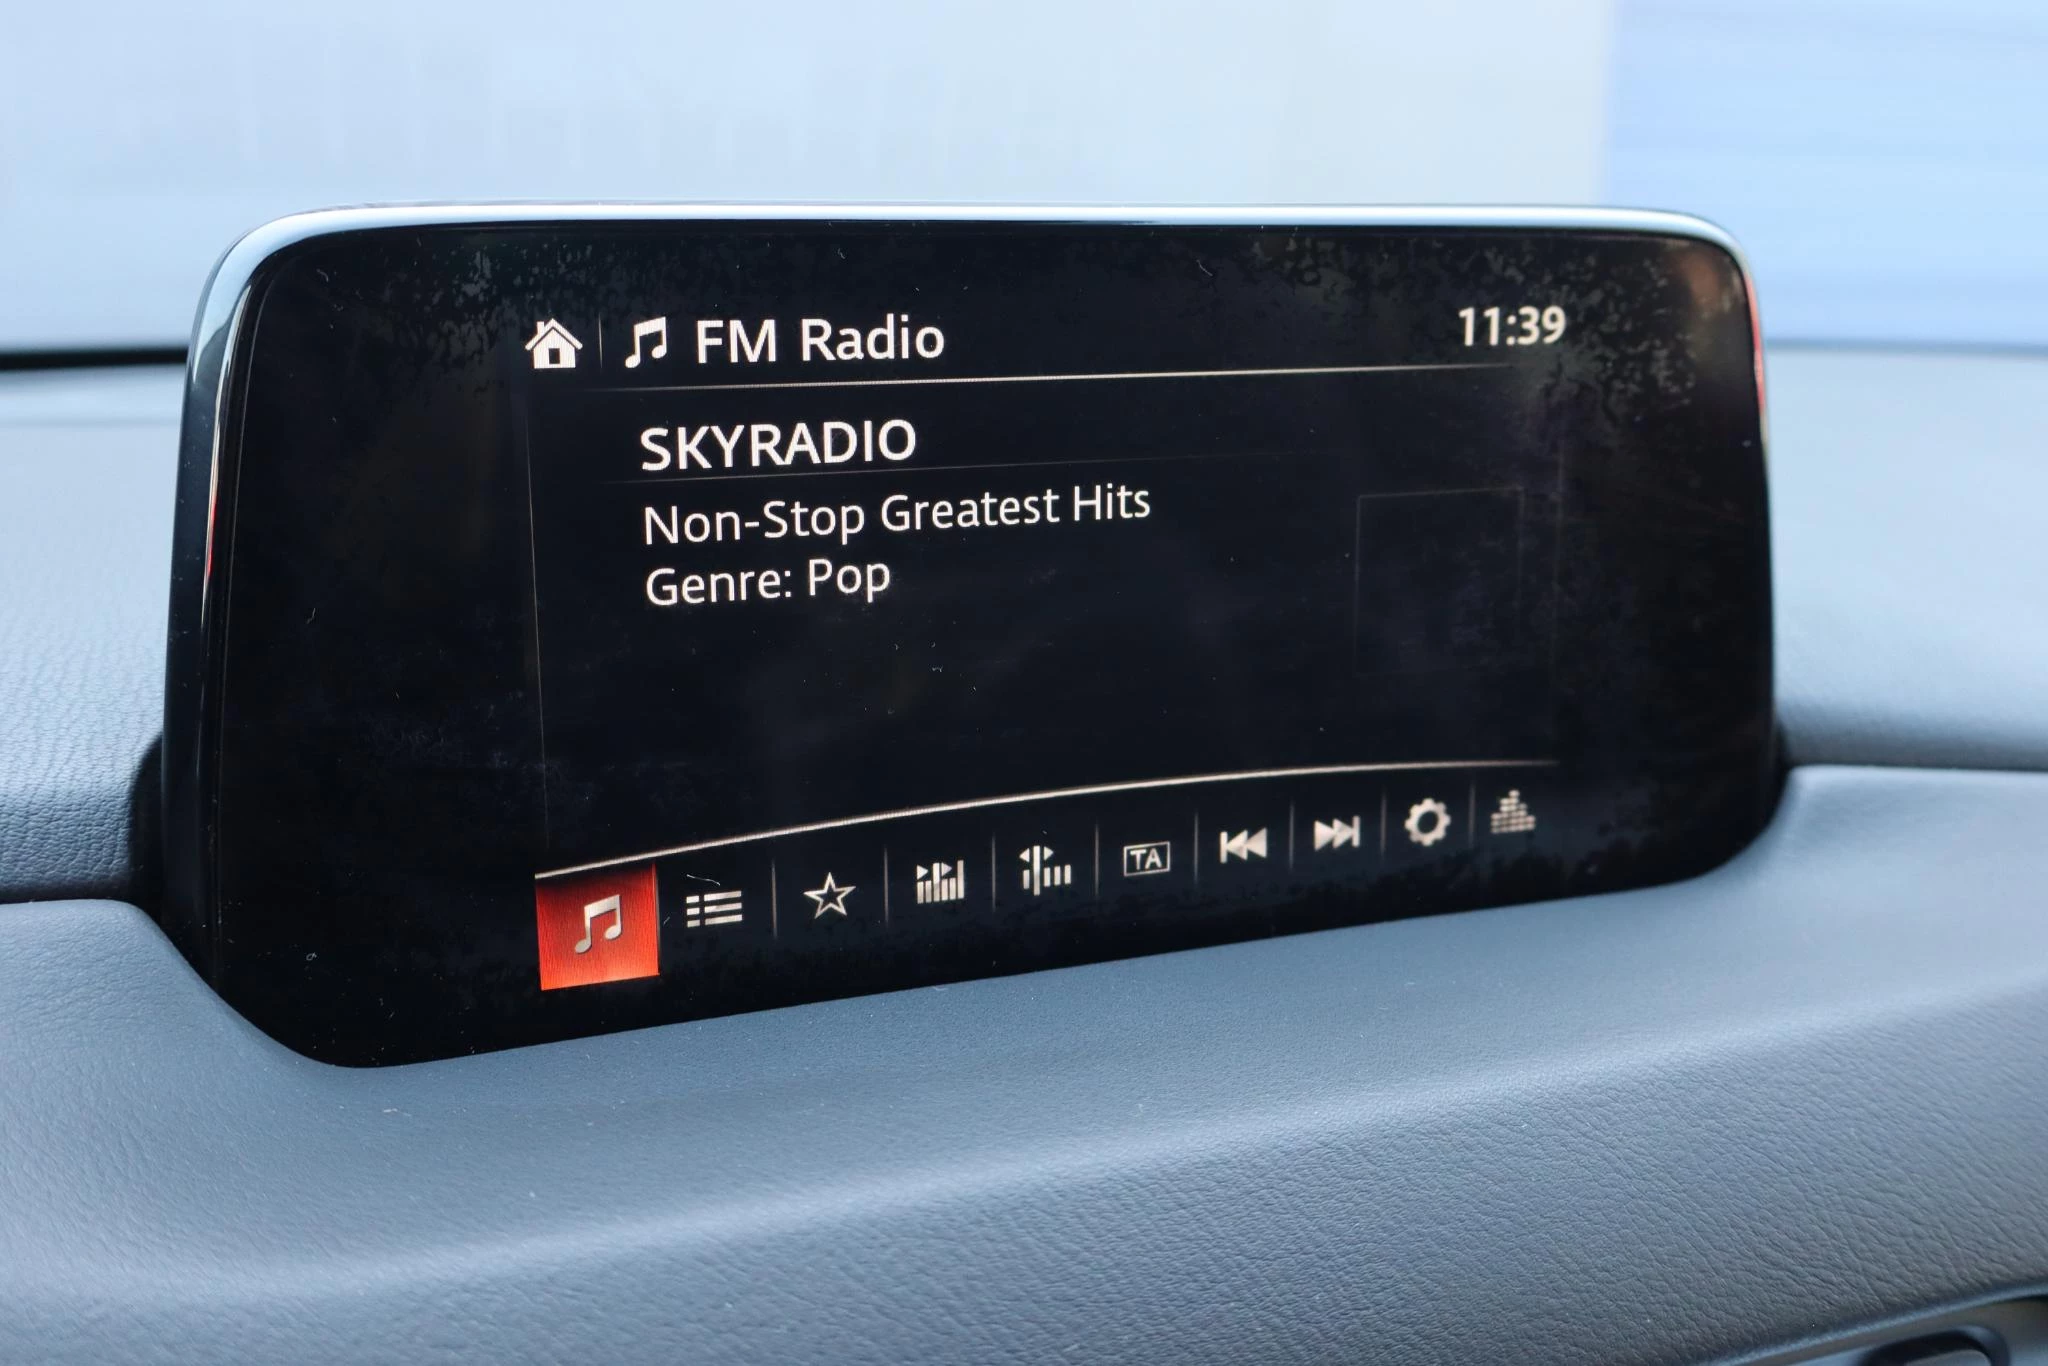 FM Radio
11:39
SKYRADIO
Non-Stop Greatest Hits
Genre: Pop
TA